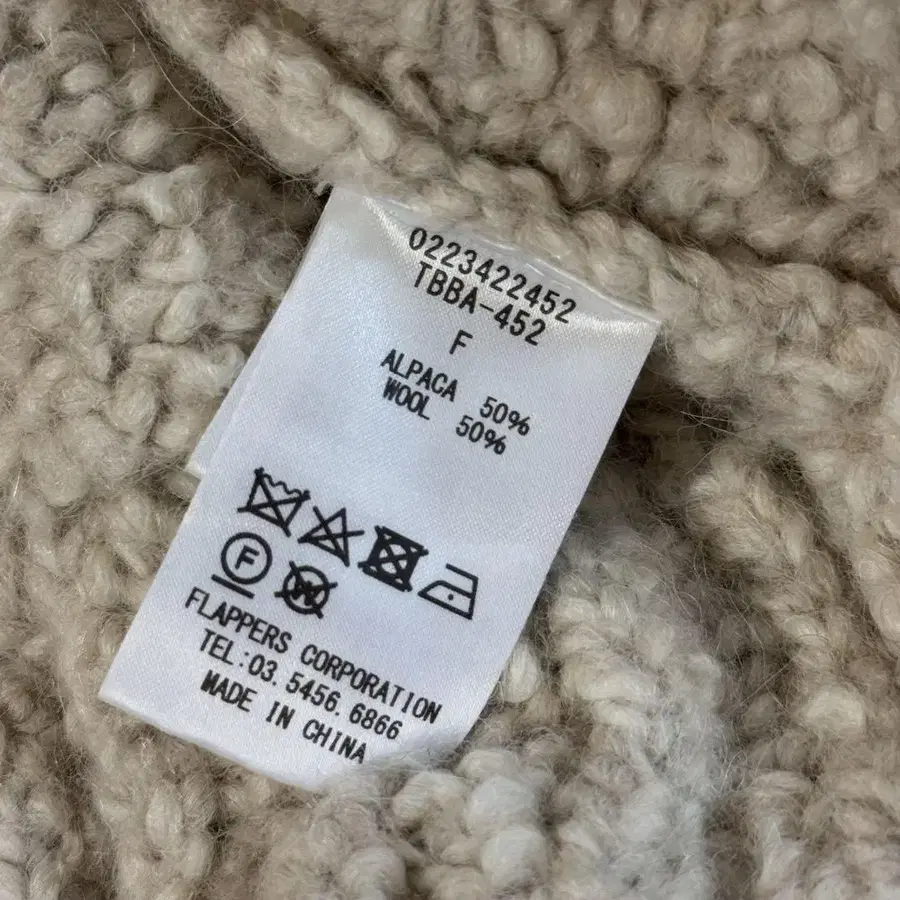 0223422452
TBBA-452
F
ALPACA 50%
WOOL 50%
F
FLAPPERS CORPORATION
TEL:03.5456.6866
MADE IN CHINA